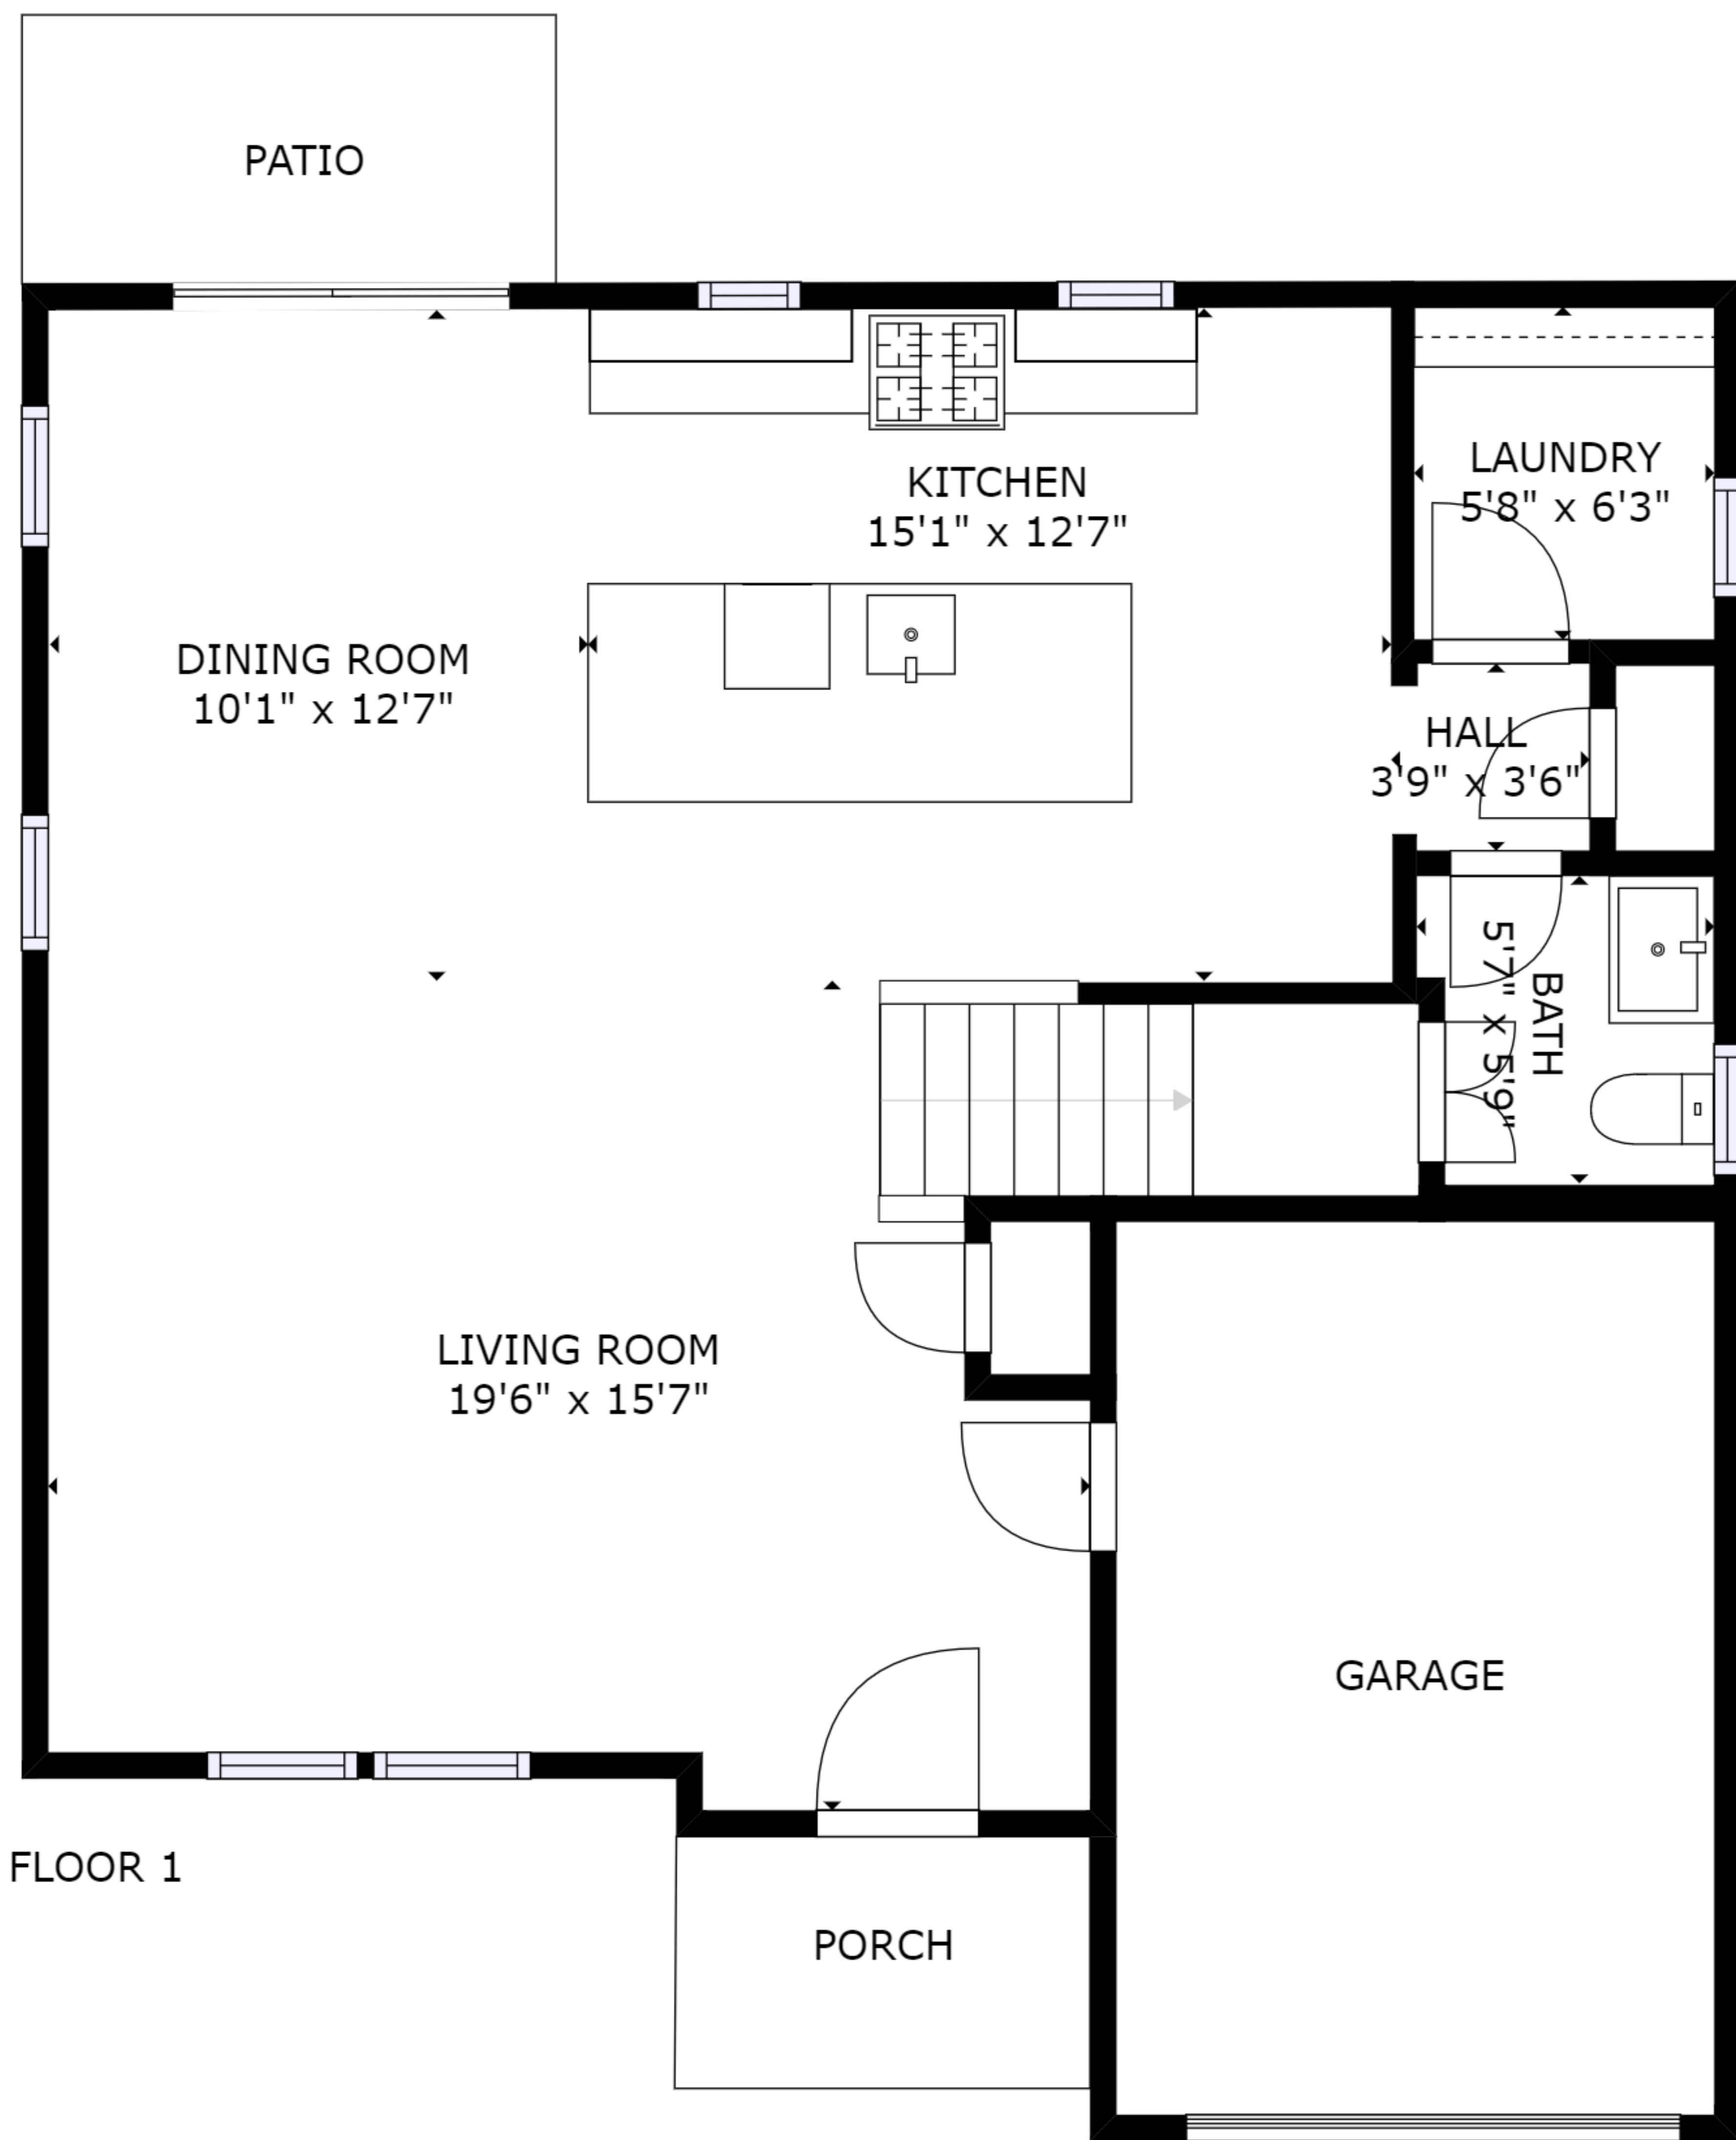 PATIO
KITCHEN
15'1" x 12'7"
LAUNDRY
5'8" x 6'3"
DINING ROOM
10'1" x 12'7"
HALL
3'9" x 3'6"
BATH
5'7" x 5'9"
LIVING ROOM
19'6" x 15'7"
GARAGE
FLOOR 1
PORCH